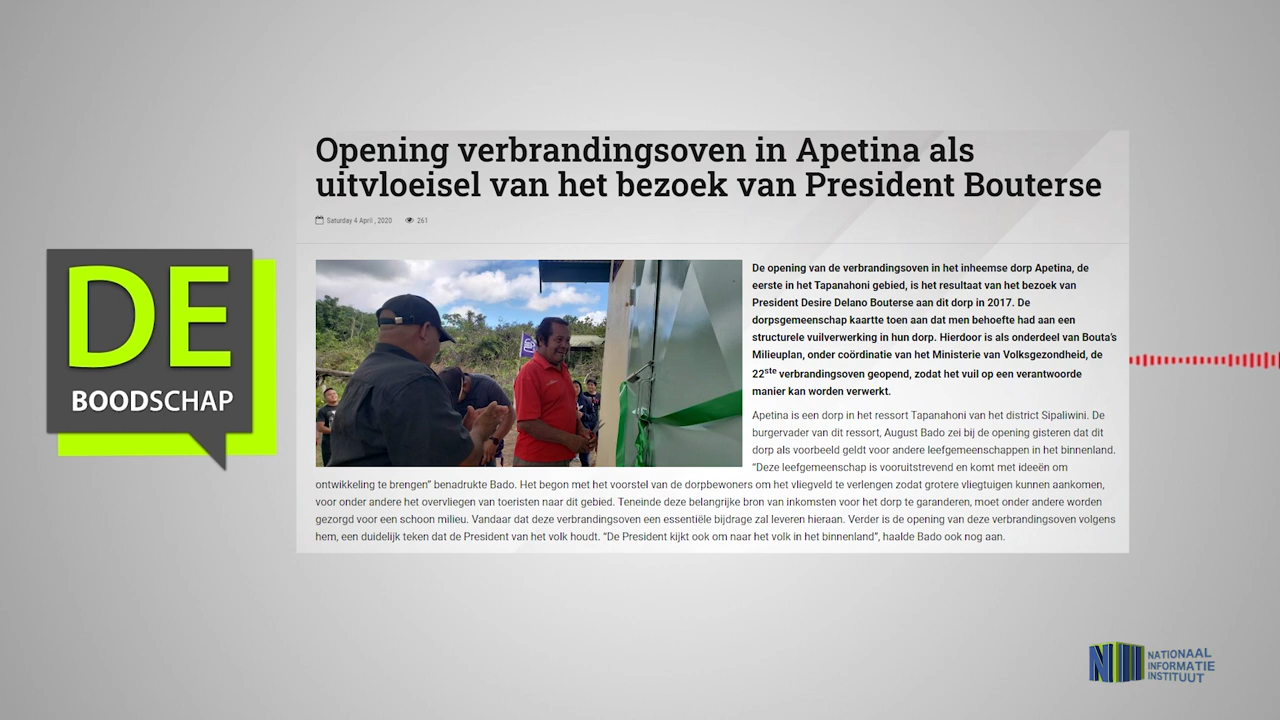 Opening verbrandingsoven in Apetina als
uitvloeisel van het bezoek van President Bouterse
Saturday 4 April , 2020 261
DE
BOODSCHAP
De opening van de verbrandingsoven in het inheemse dorp Apetina, de
eerste in het Tapanahoni gebied, is het resultaat van het bezoek van
President Desire Delano Bouterse aan dit dorp in 2017. De
dorpsgemeenschap kaartte toen aan dat men behoefte had aan een
structurele vuilverwerking in hun dorp. Hierdoor is als onderdeel van Bouta's
Milieuplan, onder coördinatie van het Ministerie van Volksgezondheid, de
22ste verbrandingsoven geopend, zodat het vuil op een verantwoorde
manier kan worden verwerkt.
Apetina is een dorp in het ressort Tapanahoni van het district Sipaliwini. De
burgervader van dit ressort, August Bado zei bij de opening gisteren dat dit
dorp als voorbeeld geldt voor andere leefgemeenschappen in het binnenland.
“Deze leefgemeenschap is vooruitstrevend en komt met ideeën om
ontwikkeling te brengen” benadrukte Bado. Het begon met het voorstel van de dorpbewoners om het vliegveld te verlengen zodat grotere vliegtuigen kunnen aankomen,
voor onder andere het overvliegen van toeristen naar dit gebied. Teneinde deze belangrijke bron van inkomsten voor het dorp te garanderen, moet onder andere worden
gezorgd voor een schoon milieu. Vandaar dat deze verbrandingsoven een essentiële bijdrage zal leveren hieraan. Verder is de opening van deze verbrandingsoven volgens
hem, een duidelijk teken dat de President van het volk houdt. “De President kijkt ook om naar het volk in het binnenland”, haalde Bado ook nog aan.
NATIONAAL
INFORMATIE
INSTITUUT